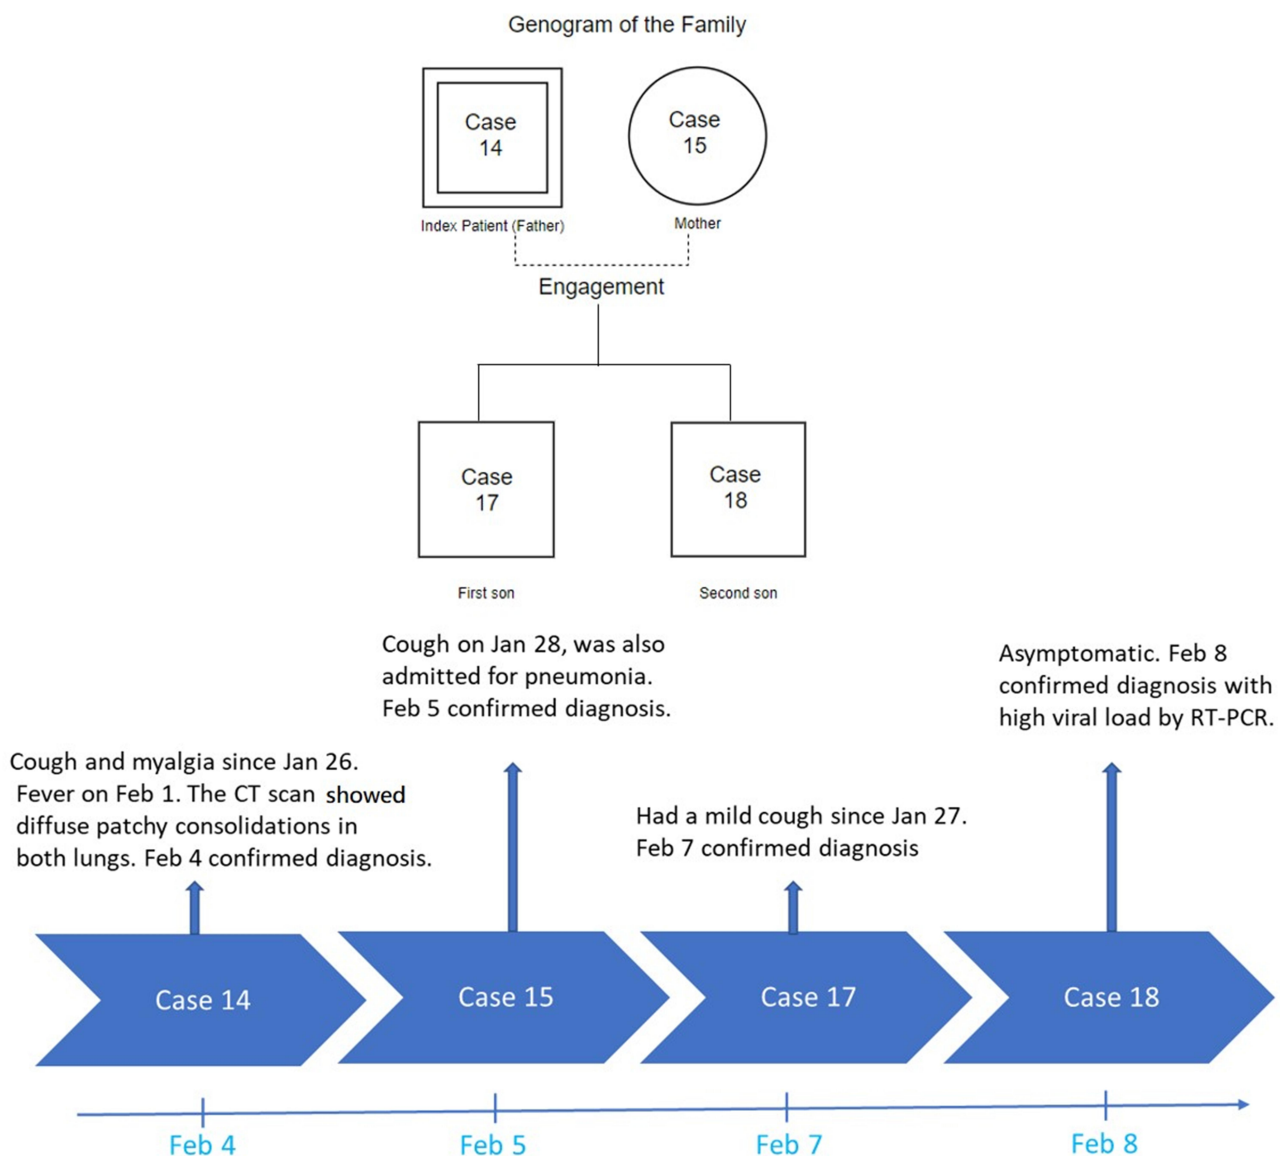 Genogram of the Family
Case
14
Case
15
Index Patient (Father)
Mother
Engagement
Case
17
Case
18
First son
Second son
Cough on Jan 28, was also
admitted for pneumonia.
Feb 5 confirmed diagnosis.
Asymptomatic. Feb 8
confirmed diagnosis with
high viral load by RT-PCR.
Cough and myalgia since Jan 26.
Fever on Feb 1. The CT scan showed
diffuse patchy consolidations in
both lungs. Feb 4 confirmed diagnosis.
Had a mild cough since Jan 27.
Feb 7 confirmed diagnosis
Case 14
Case 15
Case 17
Case 18
Feb 4
Feb 5
Feb 7
Feb 8